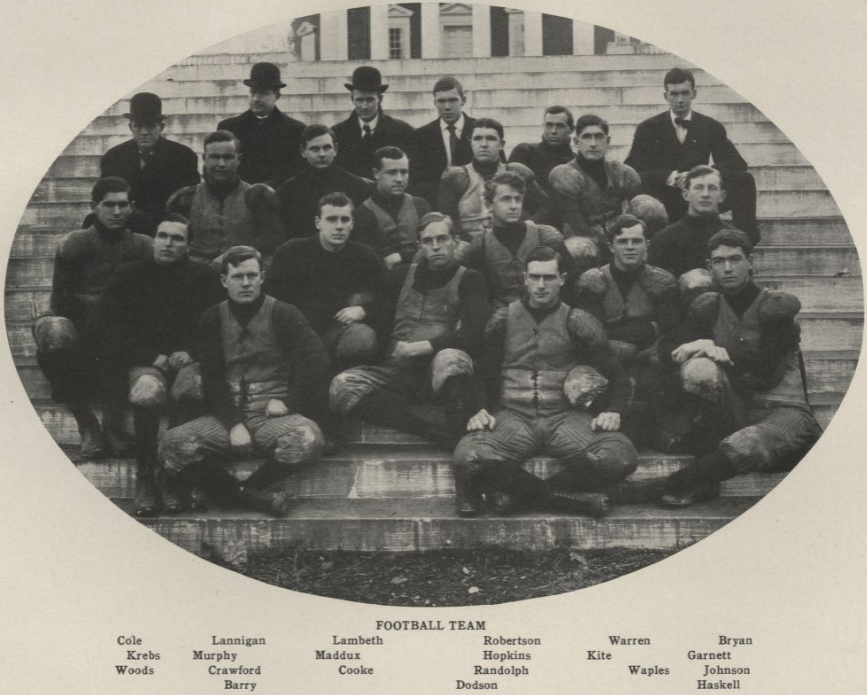 FOOTBALL TEAM
Cole Lannigan Lambeth Robertson Warren Bryan
Krebs Murphy Maddux Hopkins Kite Garnett
Woods Crawford Cooke Randolph Waples Johnson
Barry Dodson Haskell